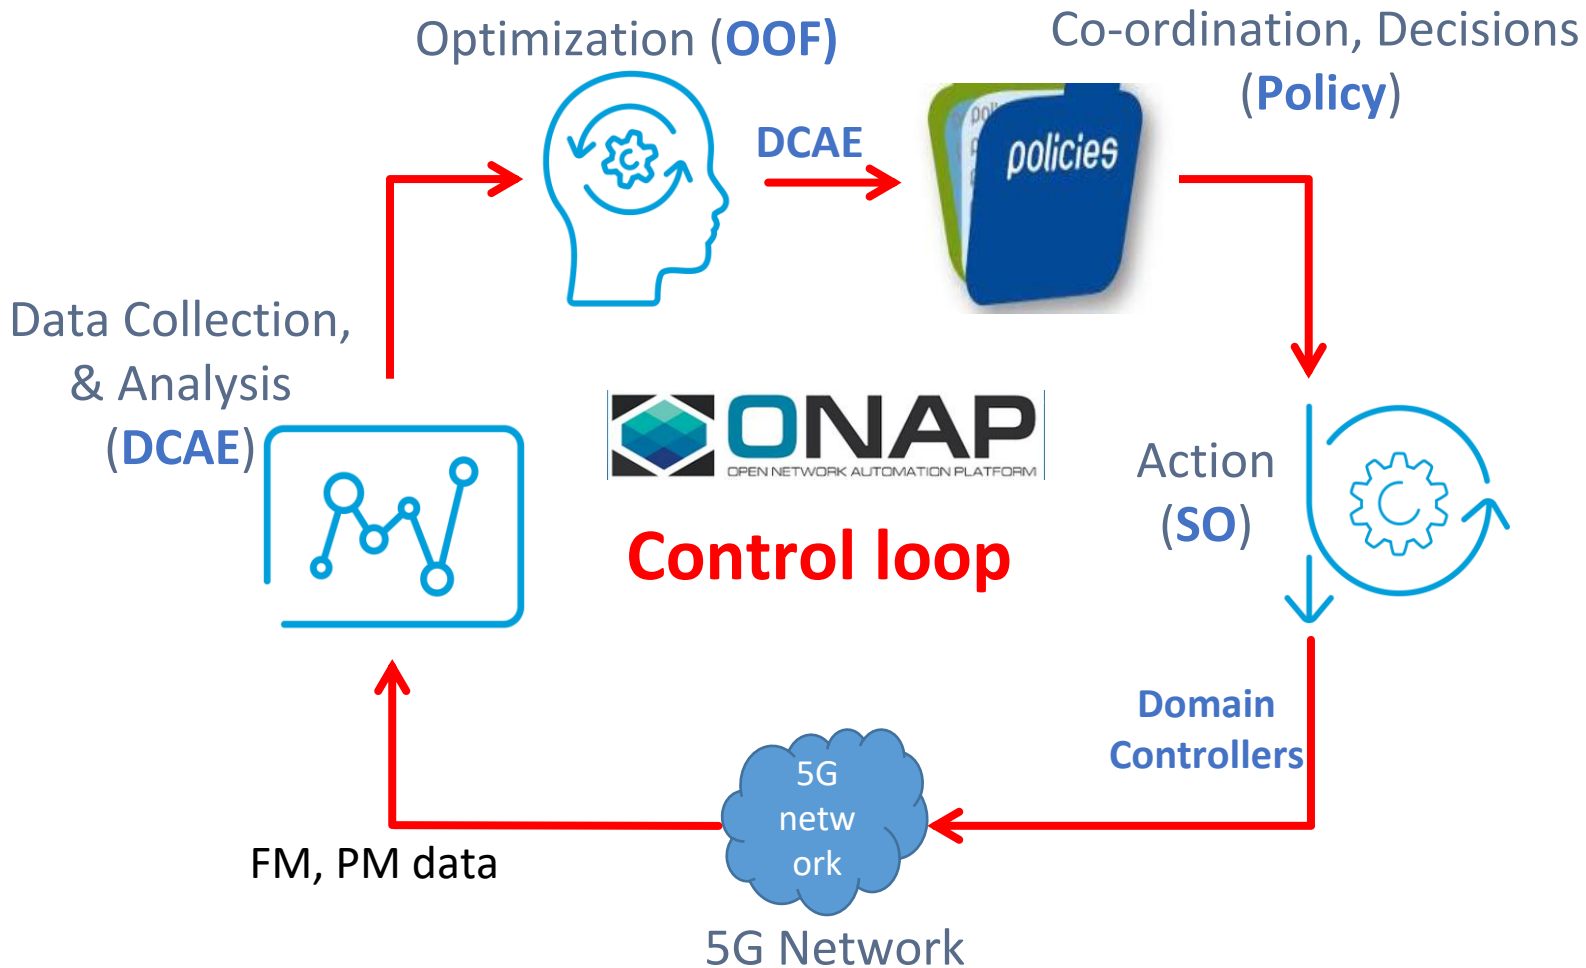 Optimization (OOF)
Co-ordination, Decisions
(Policy)
DCAE
poli
policies
Data Collection,
& Analysis
(DCAE)
ONAP
OPEN NETWORK AUTOMATION PLATFORM
Control loop
Action
(SO)
Domain
Controllers
5G
netw
ork
FM, PM data
5G Network